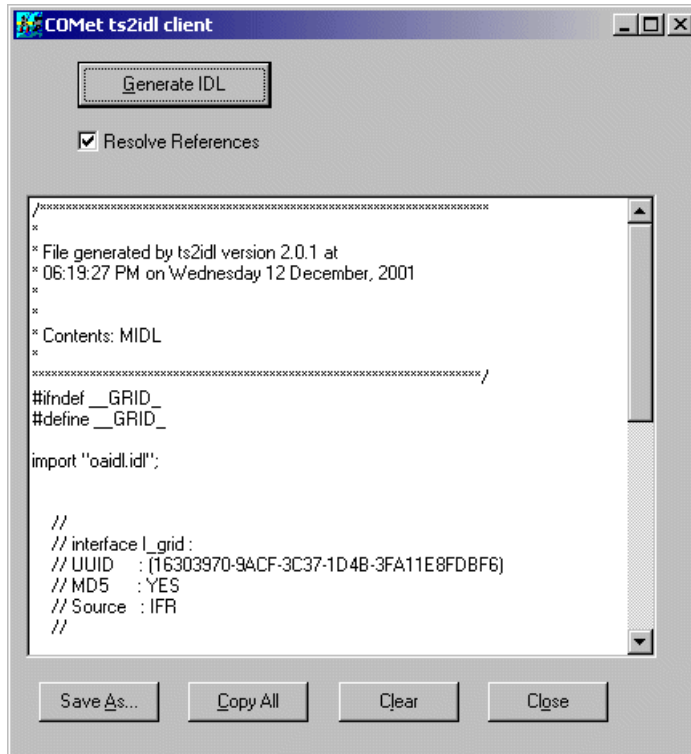 COMet ts2idl client
Generate IDL
Resolve References
/**********************************************************************
*
* File generated by ts2idl version 2.0.1 at
* 06:19:27 PM on Wednesday 12 December, 2001
*
*
* Contents: MIDL
*
**********************************************************************/
#ifndef __GRID_
#define __GRID_
import "oaidl.idl";
//
// interface I_grid :
// UUID : (16303970-9ACF-3C37-1D4B-3FA11E8FDBF6)
// MD5 : YES
// Source : IFR
//
Save As... Copy All Clear Close